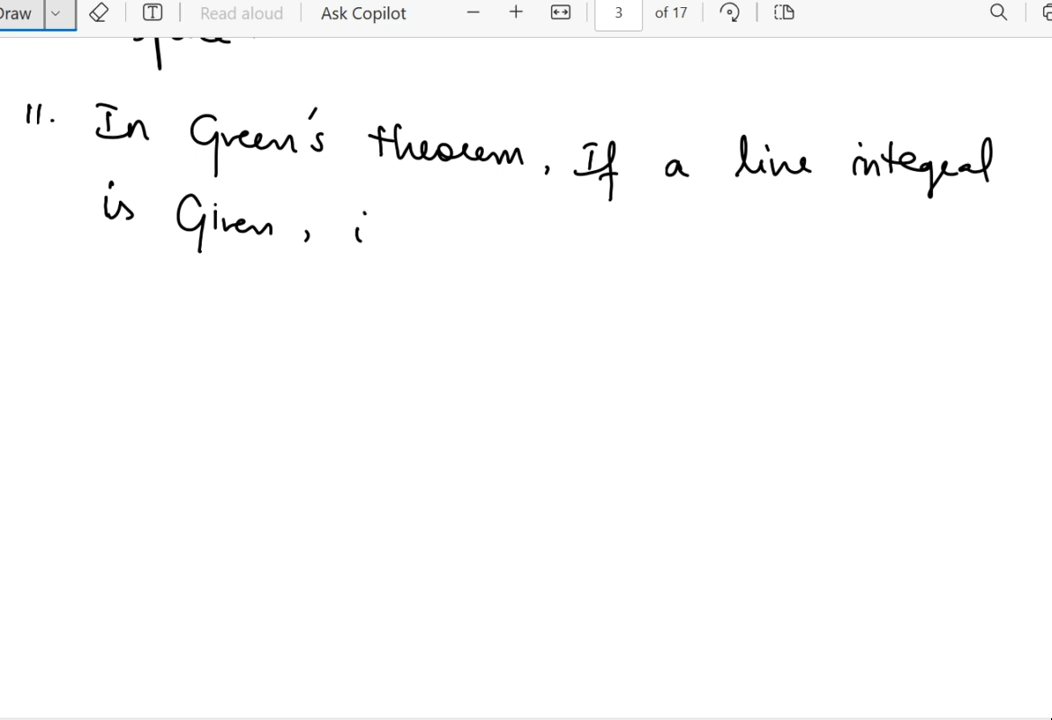 Draw Read aloud Ask Copilot 3 of 17
11. In Green's theorem, If a line integral
is Given, i